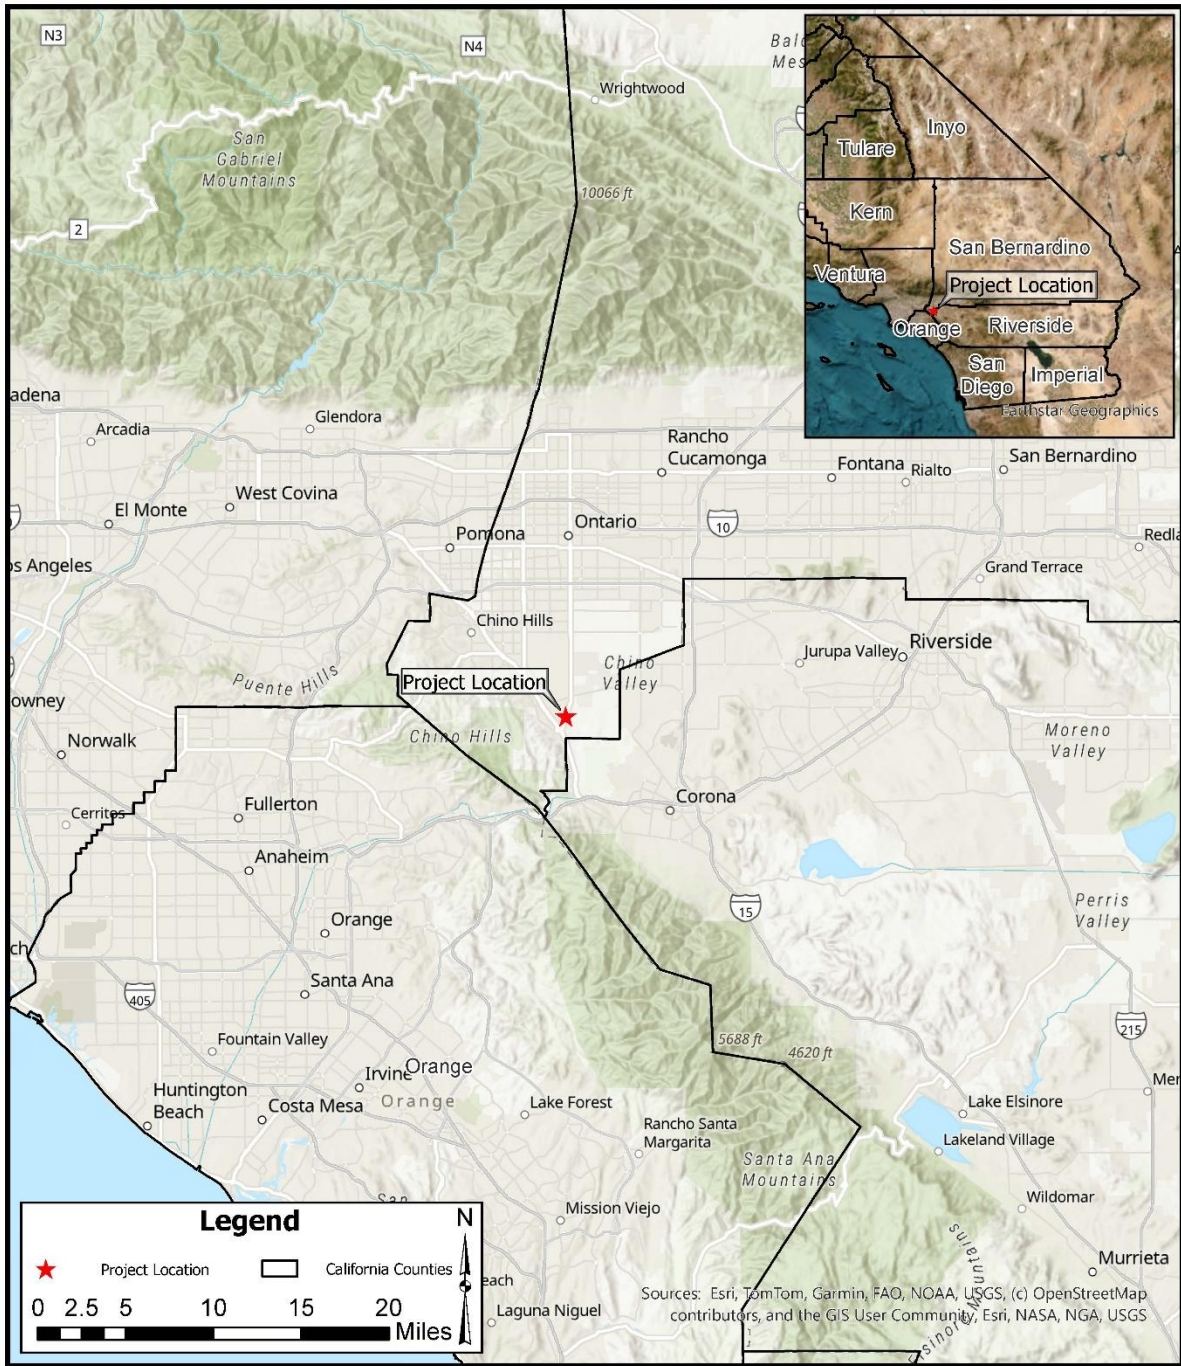 N3
N4
Wrightwood
San
Gabriel
Mountains
10066 ft
2
Inyo
Tulare
Kern
San Bernardino
Ventura
Project Location
Orange
Riverside
San
Diego
Imperial
Earthstar Geographics
adena
Arcadia
Glendora
Rancho
Cucamonga
Fontana
Rialto
San Bernardino
West Covina
El Monte
Pomona
Ontario
10
Redla
os Angeles
Grand Terrace
Chino Hills
Riverside
Jurupa Valley
Chino
Valley
Puente Hills
Project Location
owney
Norwalk
Chino Hills
Moreno
Valley
Cerritos
Fullerton
Corona
Anaheim
Orange
15
Perris
Valley
ch
Santa Ana
405
215
Fountain Valley
5688 ft
4620 ft
Irvine
Orange
Orange
Mer
Huntington
Beach
Costa Mesa
Lake Forest
Lake Elsinore
Rancho Santa
Margarita
Lakeland Village
Santa Ana
Mountains
San
Wildomar
Mission Viejo
Murrieta
each
Laguna Niguel
Elsinore Mountains
Legend
N
Project Location
California Counties
0 2.5 5 10 15 20
Miles
Sources: Esri, TomTom, Garmin, FAO, NOAA, USGS, (c) OpenStreetMap
contributors, and the GIS User Community, Esri, NASA, NGA, USGS